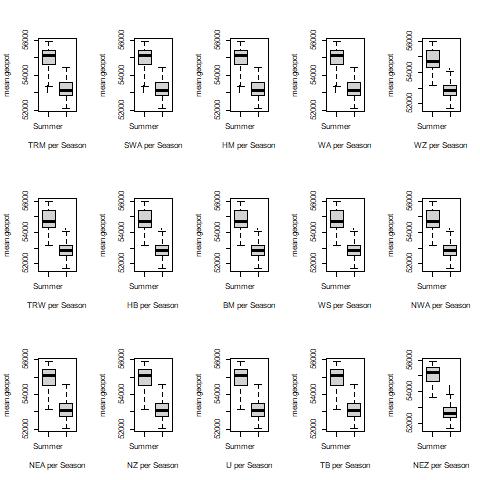 56000 56000 56000 56000 56000
mean.geopot mean.geopot mean.geopot mean.geopot mean.geopot
54000 54000 54000 54000 54000
52000 52000 52000 52000 52000
Summer Summer Summer Summer Summer
TRM per Season SWA per Season HM per Season WA per Season WZ per Season
56000 56000 56000 56000 56000
mean.geopot mean.geopot mean.geopot mean.geopot mean.geopot
54000 54000 54000 54000 54000
52000 52000 52000 52000 52000
Summer Summer Summer Summer Summer
TRW per Season HB per Season BM per Season WS per Season NWA per Season
56000 56000 56000 56000 56000
mean.geopot mean.geopot mean.geopot mean.geopot mean.geopot
54000 54000 54000 54000 54000
52000 52000 52000 52000 52000
Summer Summer Summer Summer Summer
NEA per Season NZ per Season U per Season TB per Season NEZ per Season